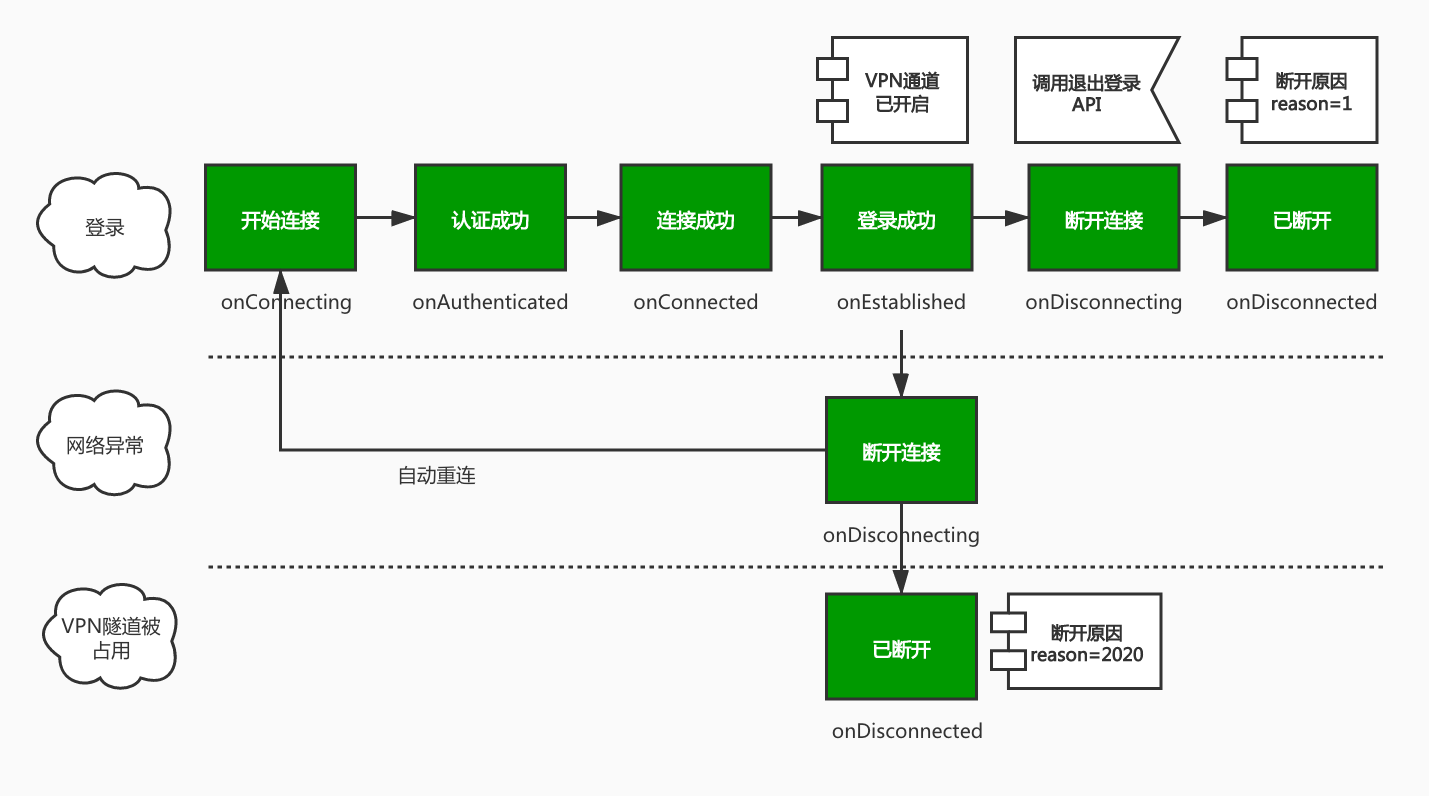 VPN通道
已开启
调用退出登录
API
断开原因
reason=1
登录
开始连接
认证成功
连接成功
登录成功
断开连接
已断开
onConnecting
onAuthenticated
onConnected
onEstablished
onDisconnecting
onDisconnected
网络异常
断开连接
自动重连
onDisconnecting
VPN隧道被
占用
已断开
断开原因
reason=2020
onDisconnected